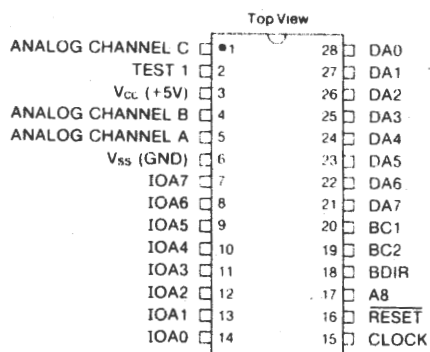 Top View
ANALOG CHANNEL C 1 28 DA0
TEST 1 2 27 DA1
Vcc (+5V) 3 26 DA2
ANALOG CHANNEL B 4 25 DA3
ANALOG CHANNEL A 5 24 DA4
Vss (GND) 6 23 DA5
IOA7 7 22 DA6
IOA6 8 21 DA7
IOA5 9 20 BC1
IOA4 10 19 BC2
IOA3 11 18 BDIR
IOA2 12 17 A8
IOA1 13 16 RESET
IOA0 14 15 CLOCK